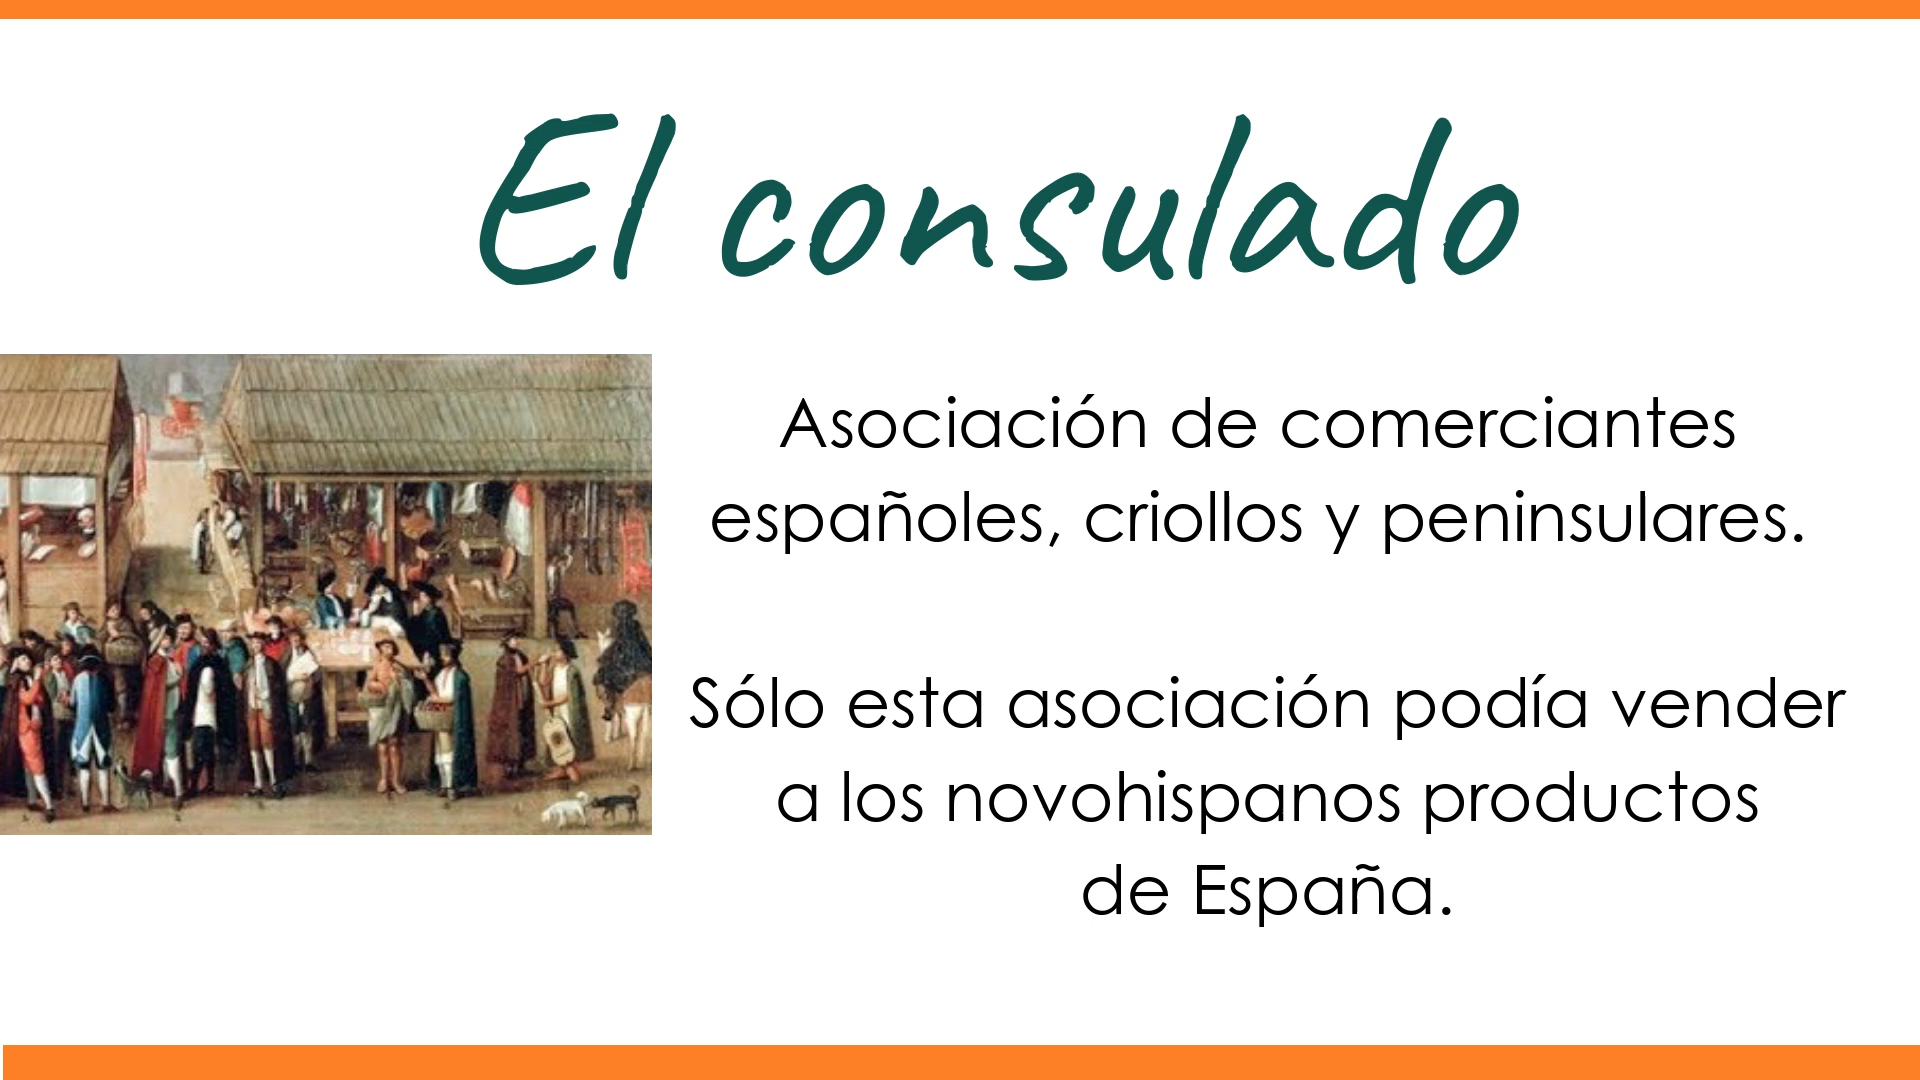 El consulado
Asociación de comerciantes
españoles, criollos y peninsulares.
Sólo esta asociación podía vender
a los novohispanos productos
de España.